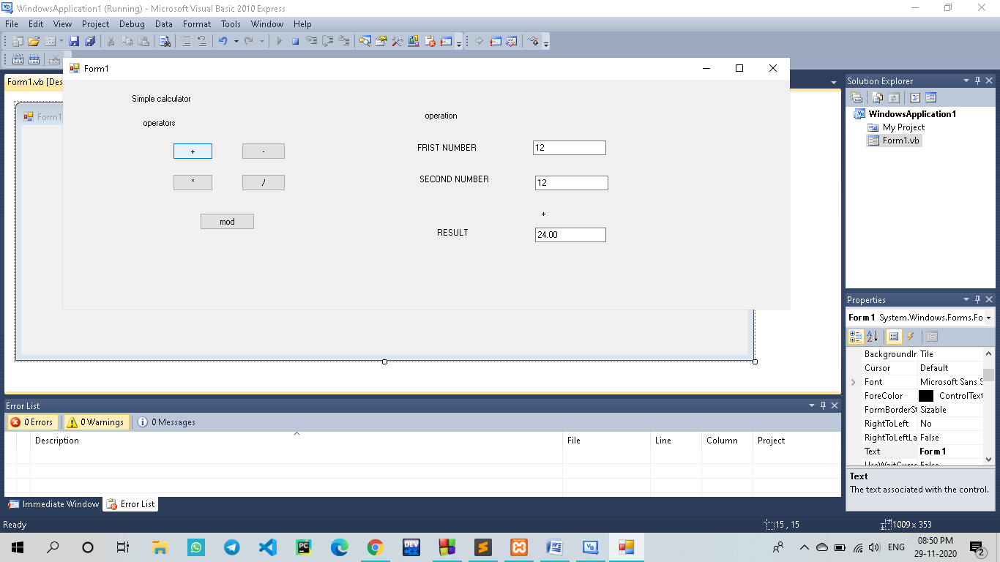 WindowsApplication1 (Running) - Microsoft Visual Basic 2010 Express
File Edit View Project Debug Data Format Tools Window Help
Form1.vb [Des
Form1
Form1
Simple calculator
operators
+ -
* /
mod
operation
FRIST NUMBER 12
SECOND NUMBER 12
+
RESULT 24.00
Solution Explorer
WindowsApplication1
My Project
Form1.vb
Properties
Form1 System.Windows.Forms.Fo
BackgroundIr Tile
Cursor Default
Font Microsoft Sans S
ForeColor ControlText
FormBorderSt Sizable
RightToLeft No
RightToLeftLa False
Text Form1
UseWaitCurso False
Text
The text associated with the control.
Error List
0 Errors 0 Warnings 0 Messages
Description File Line Column Project
Immediate Window Error List
Ready 15 , 15 1009 x 353
PC DEV ENG 08:50 PM
29-11-2020
2